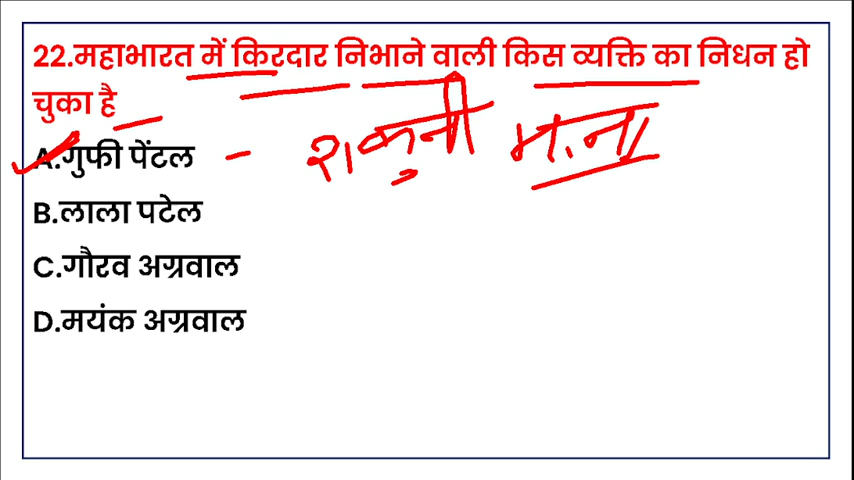 22.महाभारत में किरदार निभाने वाली किस व्यक्ति का निधन हो
चुका है
A.गुफी पेंटल - शकुनी
B.लाला पटेल
C.गौरव अग्रवाल
D.मयंक अग्रवाल